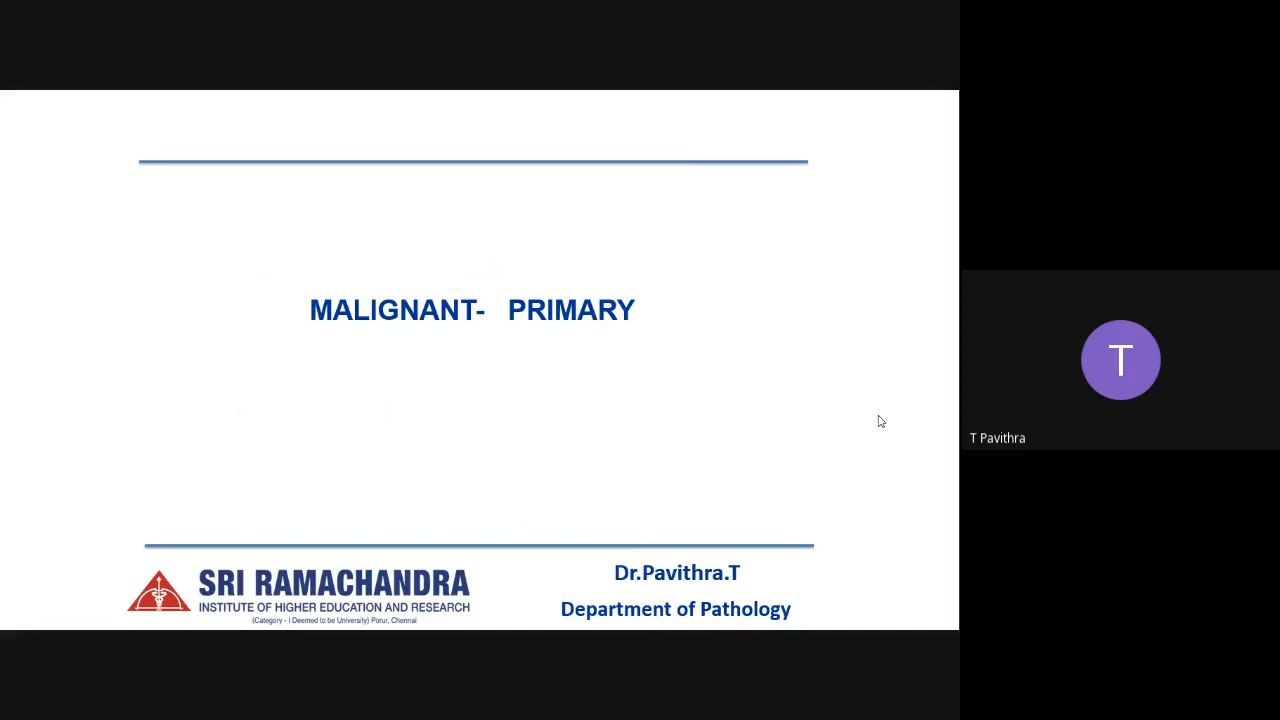 MALIGNANT- PRIMARY
T
T Pavithra
SRI RAMACHANDRA
INSTITUTE OF HIGHER EDUCATION AND RESEARCH
(Category - I Deemed to be University) Porur, Chennai
Dr.Pavithra.T
Department of Pathology